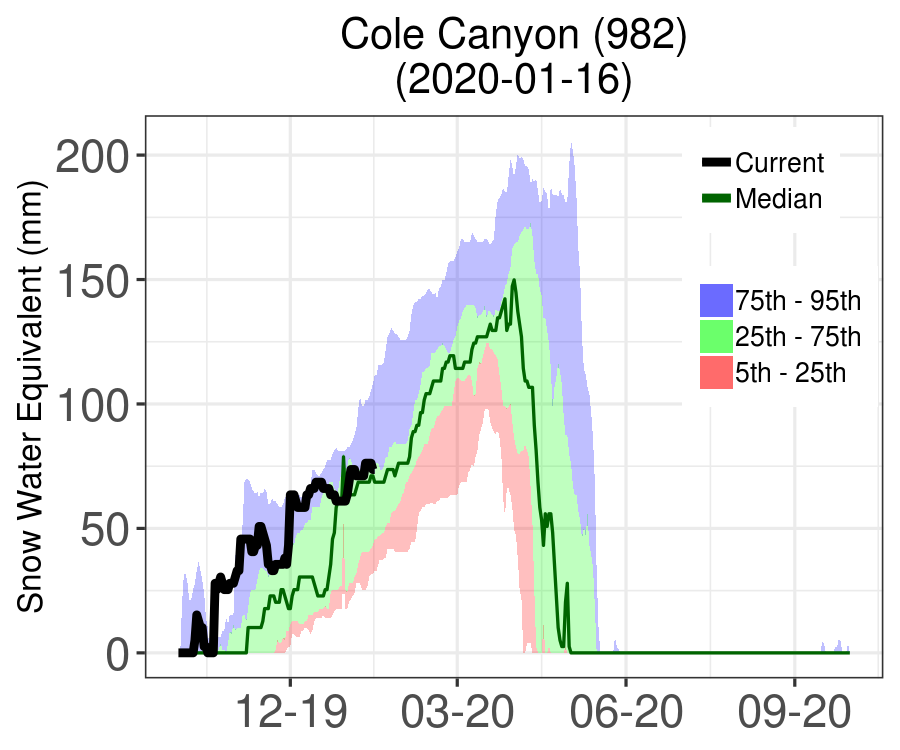 Cole Canyon (982)
(2020-01-16)
Snow Water Equivalent (mm)
200
150
100
50
0
12-19
03-20
06-20
09-20
Current
Median
75th - 95th
25th - 75th
5th - 25th